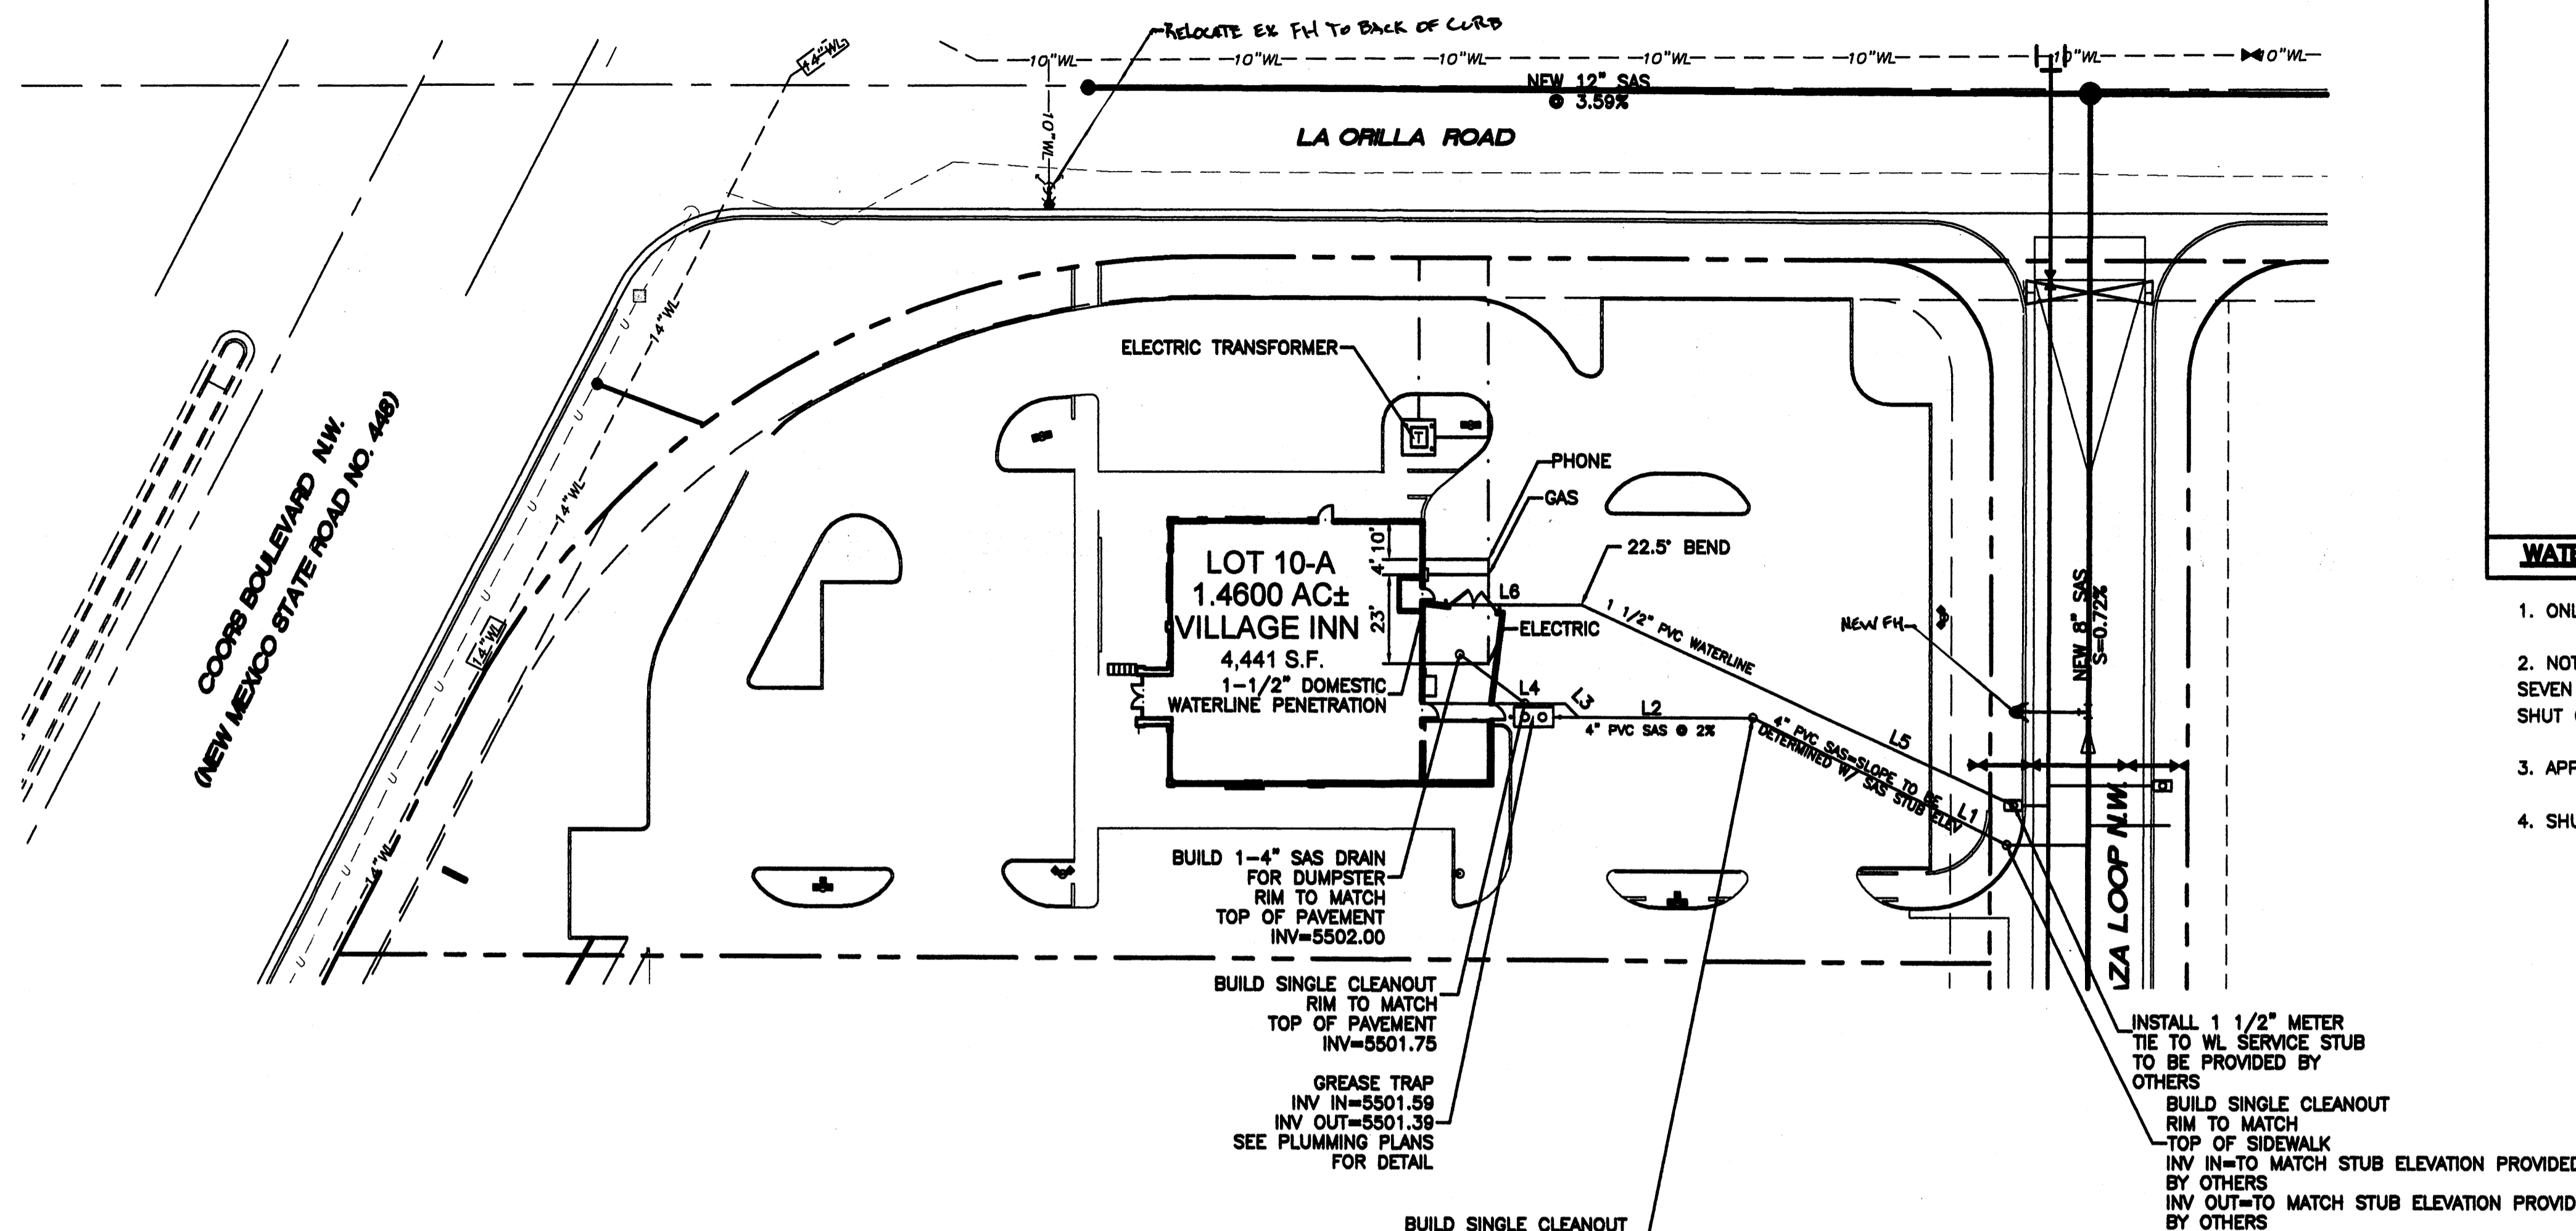 RELOCATE EX FH TO BACK OF CURB
14"WL
10"WL 10"WL 10"WL 10"WL 10"WL 10"WL 10"WL
NEW 12" SAS
@ 3.59%
10"WL
LA ORILLA ROAD
14"WL
ELECTRIC TRANSFORMER
T
COORS BOULEVARD N.W.
(NEW MEXICO STATE ROAD NO. 448)
14"WL
14"WL
14"WL
PHONE
GAS
22.5° BEND
LOT 10-A
1.4600 AC±
VILLAGE INN
4,441 S.F.
4' 10"
23'
1-1/2" DOMESTIC
WATERLINE PENETRATION
L6
ELECTRIC
1 1/2" PVC WATERLINE
L4
L3
L2
4" PVC SAS @ 2%
L5
4" PVC SAS=SLOPE TO BE
DETERMINED W/ SAS STUB ELEV
L1
NEW FH
NEW 8" SAS
S=0.72%
ZA LOOP N.W.
BUILD 1-4" SAS DRAIN
FOR DUMPSTER
RIM TO MATCH
TOP OF PAVEMENT
INV=5502.00
BUILD SINGLE CLEANOUT
RIM TO MATCH
TOP OF PAVEMENT
INV=5501.75
GREASE TRAP
INV IN=5501.59
INV OUT=5501.39
SEE PLUMMING PLANS
FOR DETAIL
BUILD SINGLE CLEANOUT
INSTALL 1 1/2" METER
TIE TO WL SERVICE STUB
TO BE PROVIDED BY
OTHERS
BUILD SINGLE CLEANOUT
RIM TO MATCH
TOP OF SIDEWALK
INV IN=TO MATCH STUB ELEVATION PROVIDED
BY OTHERS
INV OUT=TO MATCH STUB ELEVATION PROVID
BY OTHERS
WATE
1. ONL
2. NOT
SEVEN
SHUT
3. APP
4. SHU